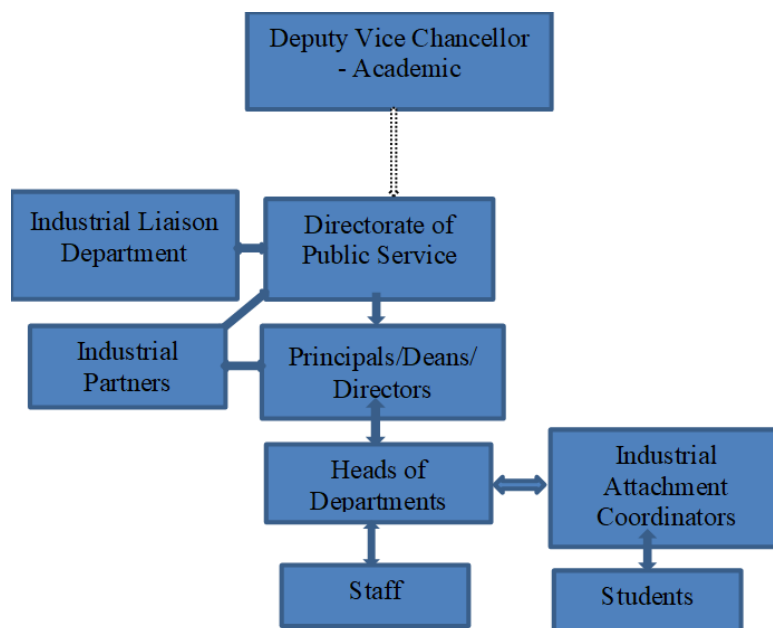 Deputy Vice Chancellor
- Academic
Industrial Liaison
Department
Directorate of
Public Service
Industrial
Partners
Principals/Deans/
Directors
Heads of
Departments
Industrial
Attachment
Coordinators
Staff
Students